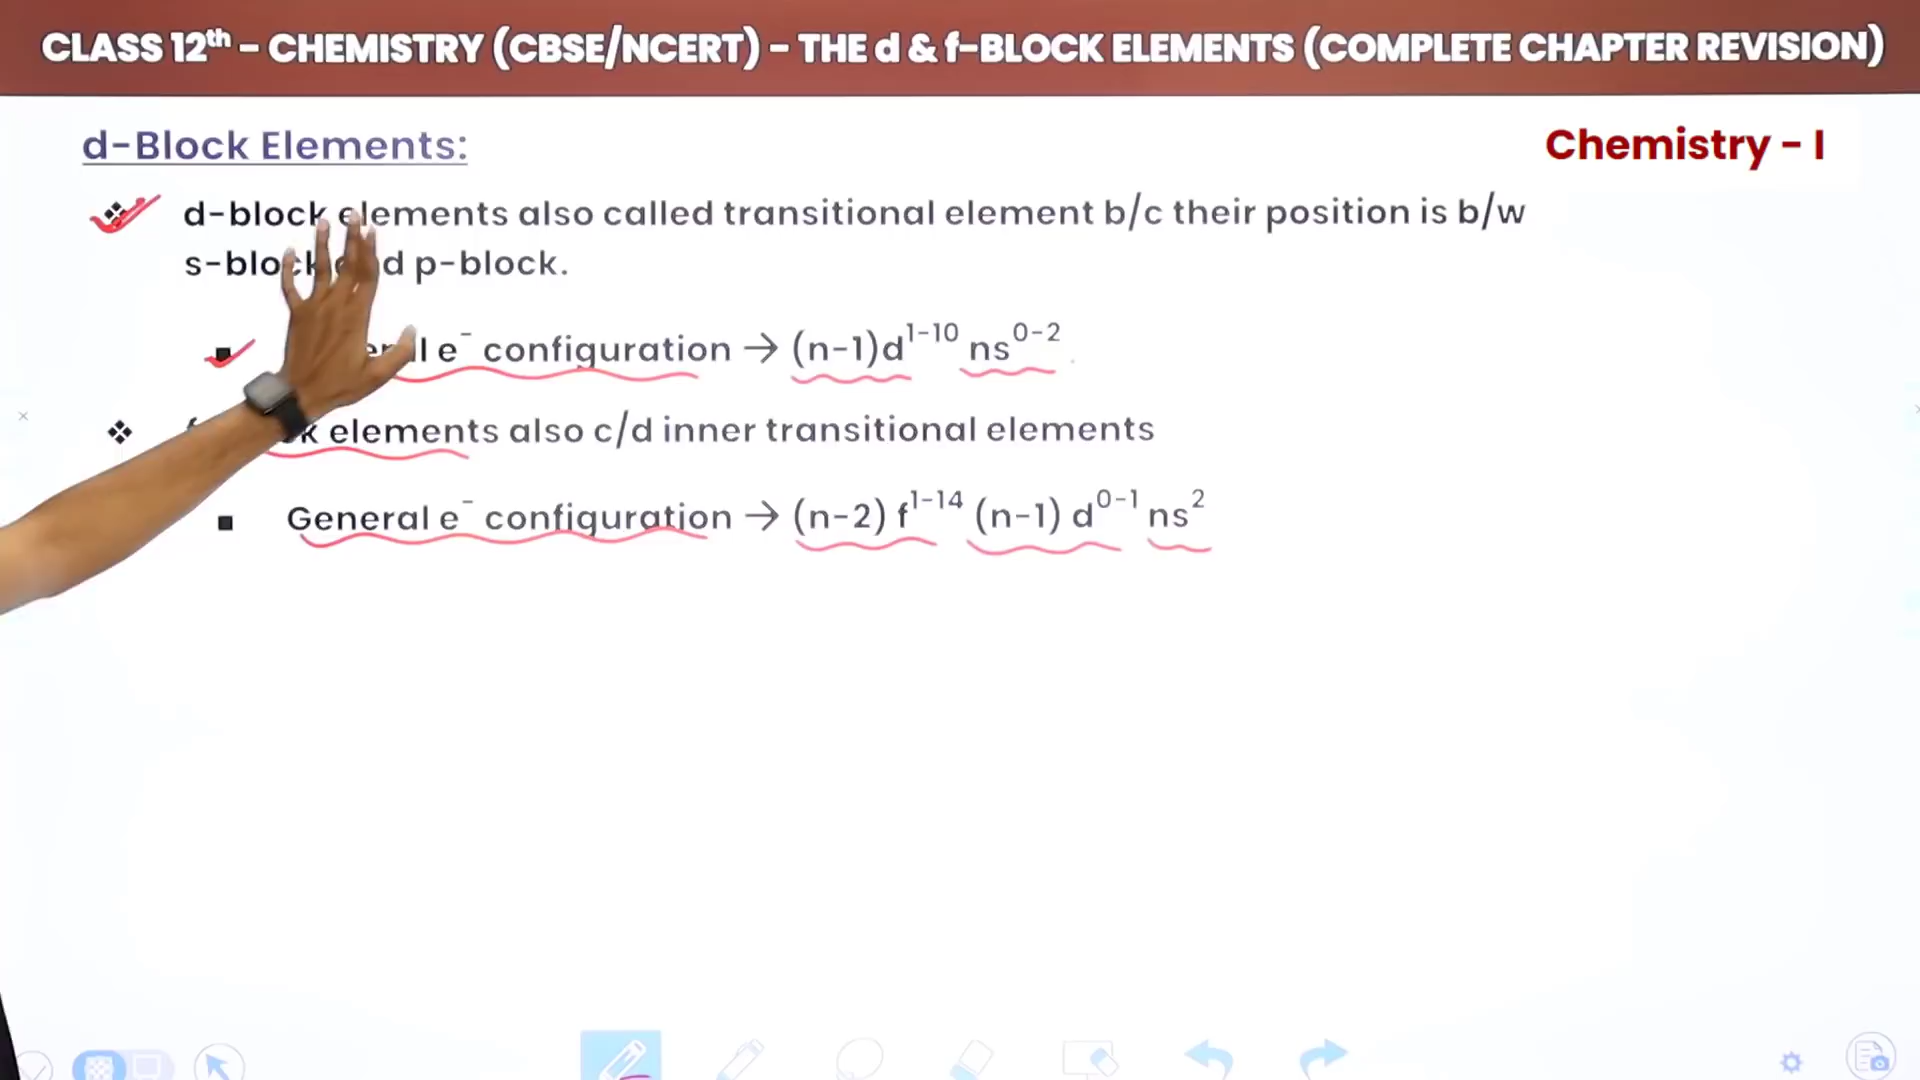 CLASS 12th – CHEMISTRY (CBSE/NCERT) – THE d & f–BLOCK ELEMENTS (COMPLETE CHAPTER REVISION)
d-Block Elements:
Chemistry - I
d-block elements also called transitional element b/c their position is b/w
s-block p-block.
e⁻ configuration → (n-1)d¹⁻¹⁰ ns⁰⁻²
elements also c/d inner transitional elements
General e⁻ configuration → (n-2) f¹⁻¹⁴ (n-1) d⁰⁻¹ ns²